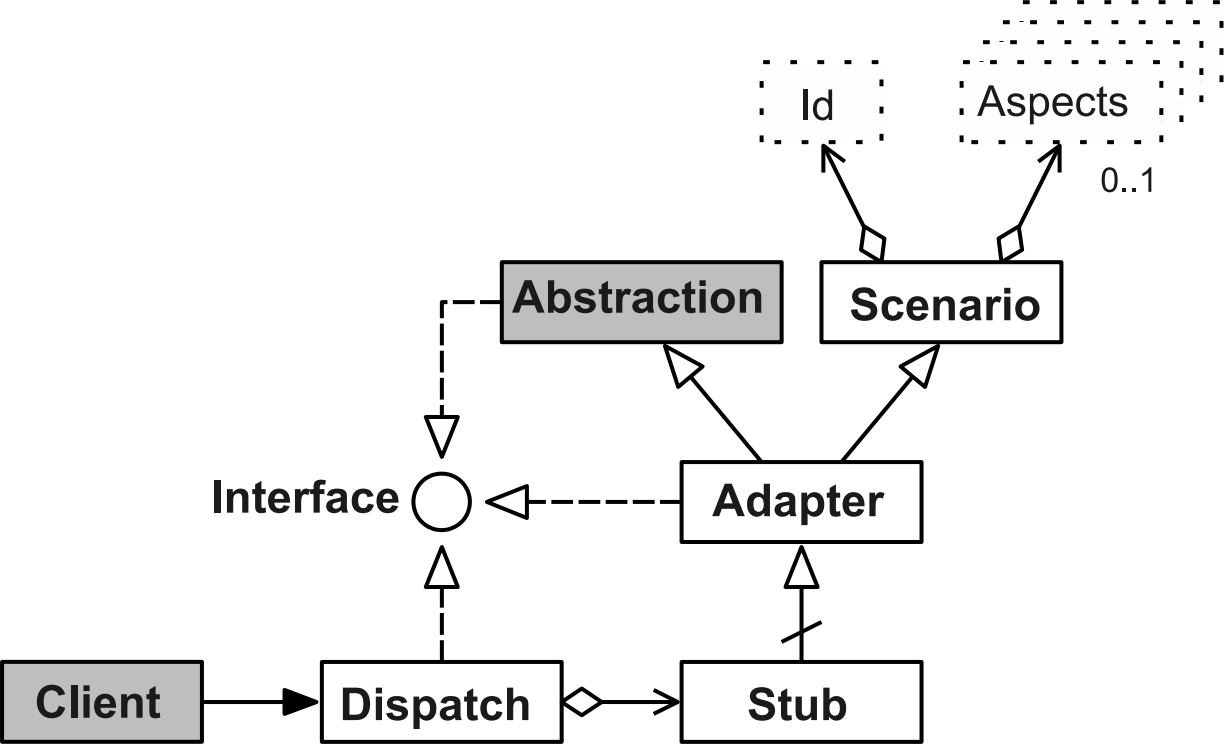 Id
Aspects
0..1
Abstraction
Scenario
Interface
Adapter
Client
Dispatch
Stub